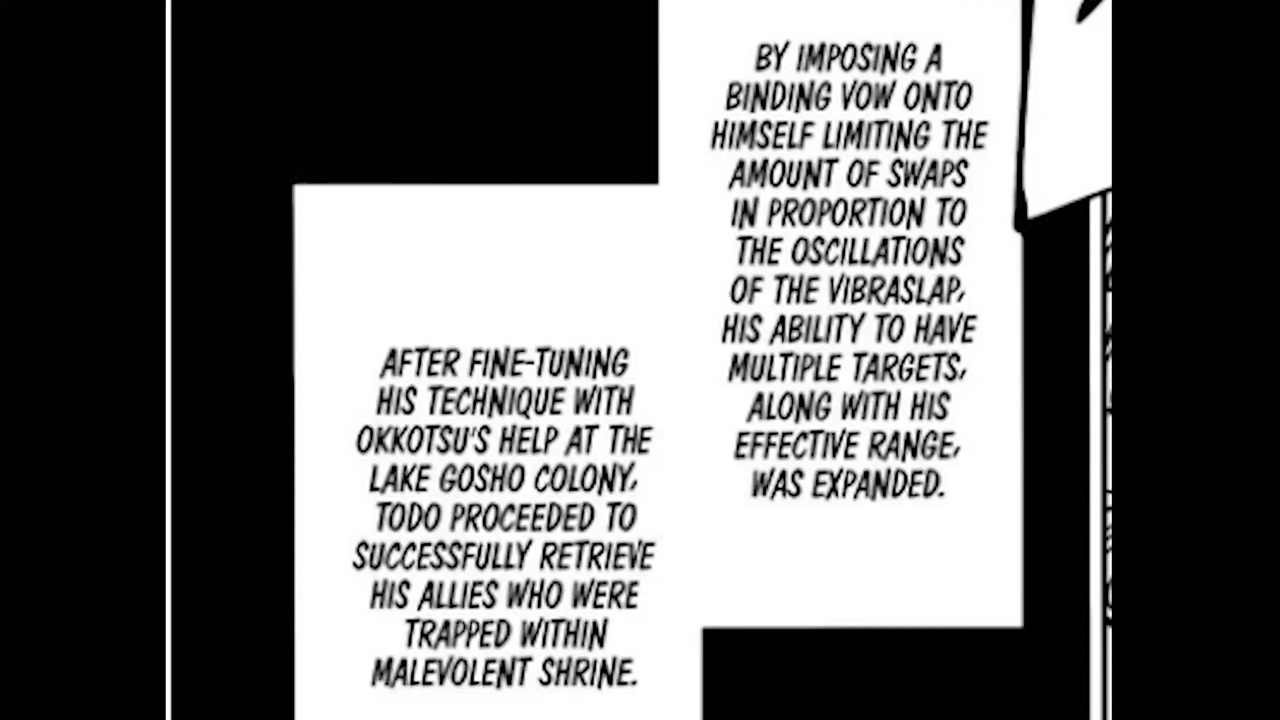 BY IMPOSING A
BINDING VOW ONTO
HIMSELF LIMITING THE
AMOUNT OF SWAPS
IN PROPORTION TO
THE OSCILLATIONS
OF THE VIBRASLAP,
HIS ABILITY TO HAVE
MULTIPLE TARGETS,
ALONG WITH HIS
EFFECTIVE RANGE,
WAS EXPANDED.
AFTER FINE-TUNING
HIS TECHNIQUE WITH
OKKOTSU'S HELP AT THE
LAKE GOSHO COLONY,
TODO PROCEEDED TO
SUCCESSFULLY RETRIEVE
HIS ALLIES WHO WERE
TRAPPED WITHIN
MALEVOLENT SHRINE.